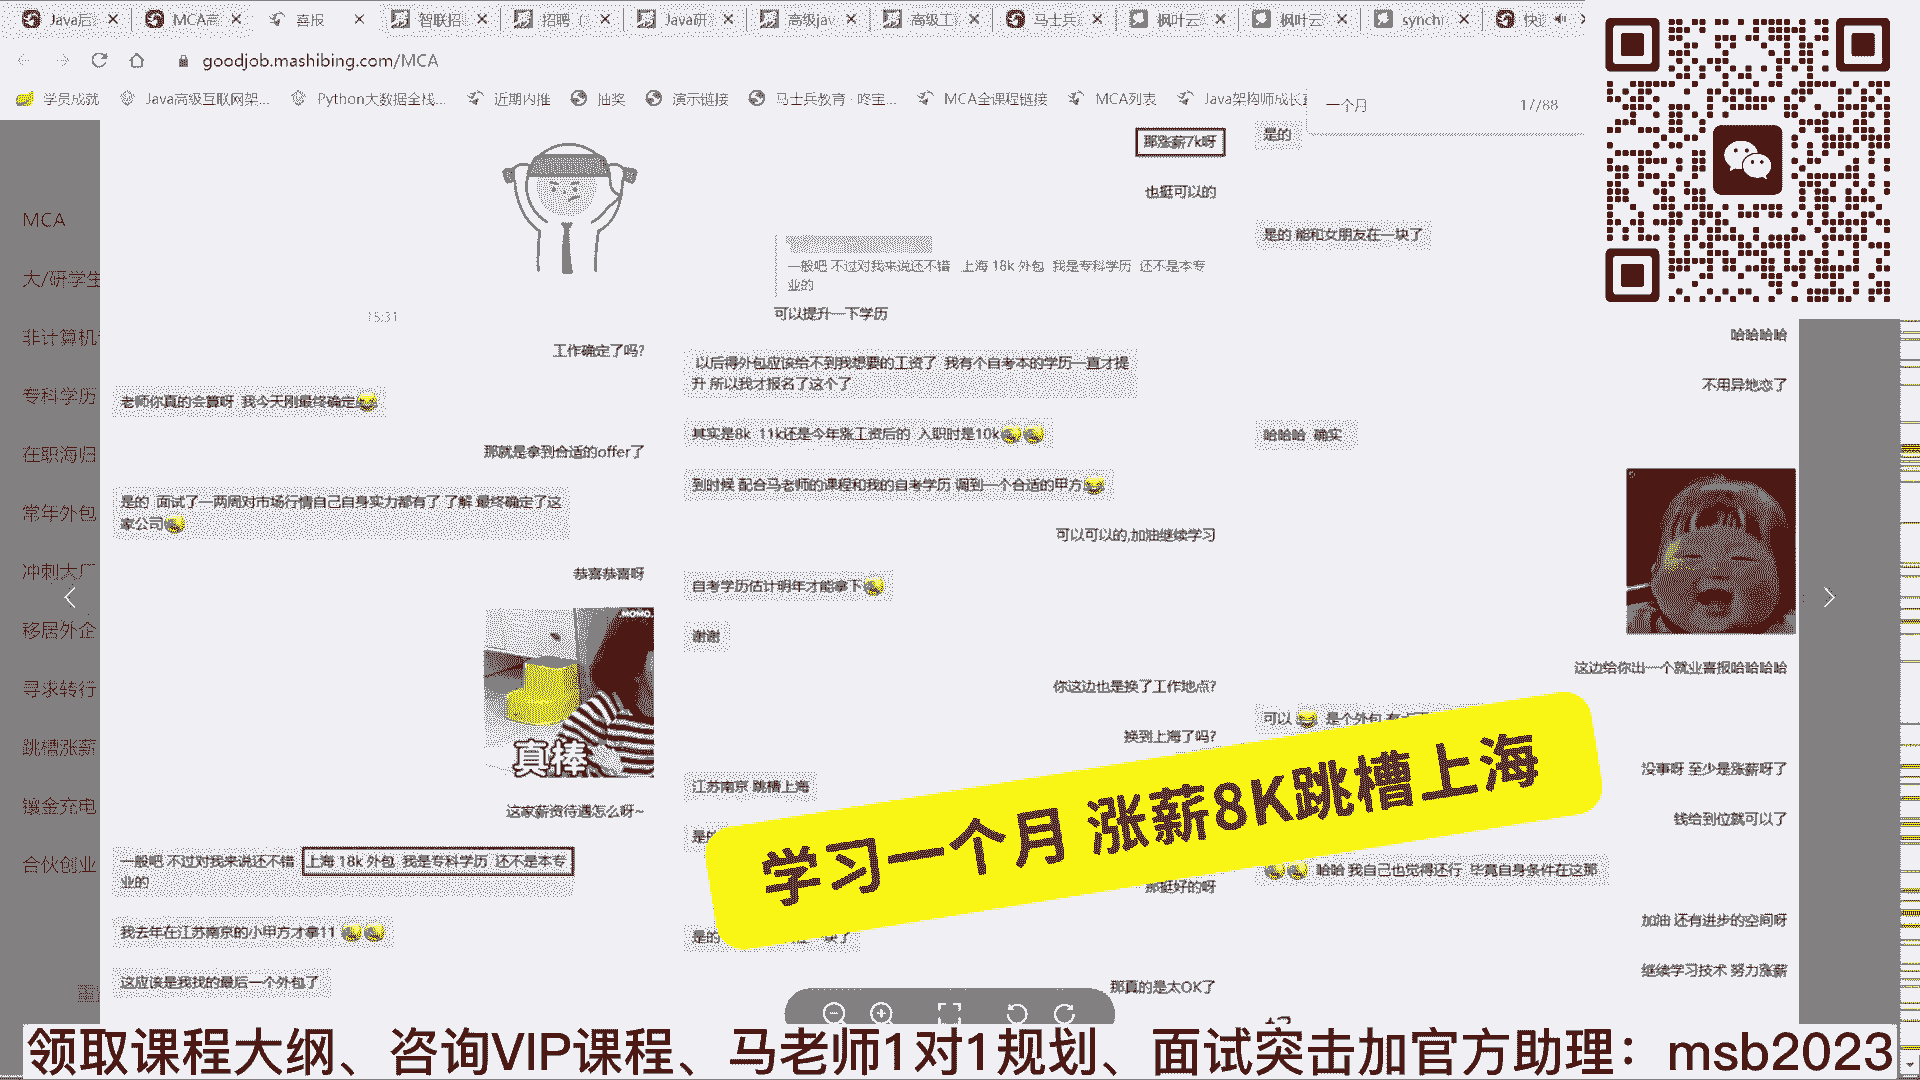 Java后
MCA高
喜报
智联招
招聘（
Java研
高级jav
高级工
马士兵
枫叶云
枫叶云
synch
快
goodjob.mashibing.com/MCA
学员成就
Java高级互联网架...
Python大数据全栈...
近期内推
抽奖
演示链接
马士兵教育 · 咚宝...
MCA全课程链接
MCA列表
Java架构师成长
一个月
17/88
MCA
大/研学生
非计算机
专科学历
在职海归
常年外包
冲刺大厂
移居外企
寻求转行
跳槽涨薪
镶金充电
合伙创业
15:31
工作确定了吗?
老师你真的会算呀 我今天刚最终确定
那就是拿到合适的offer了
是的 面试了一两周对市场行情自己自身实力都有了 了解 最终确定了这
家公司
恭喜恭喜呀
MOMO
真棒
这家薪资待遇怎么呀~
一般吧 不过对我来说还不错 上海 18k 外包 我是专科学历 还不是本专
业的
我去年在江苏南京的小甲方才拿11
这应该是我找的最后一个外包了
那涨薪7k呀
也挺可以的
一般吧 不过对我来说还不错 上海 18k 外包 我是专科学历 还不是本专
业的
可以提升一下学历
以后得外包应该给不到我想要的工资了 我有个自考本的学历一直才提
升 所以我才报名了这个了
其实是8k 11k还是今年涨工资后的 入职时是10k
到时候 配合马老师的课程和我的自考学历 调到一个合适的甲方
可以可以的,加油继续学习
自考学历估计明年才能拿下
谢谢
你这边也是换了工作地点?
换到上海了吗?
江苏南京 跳槽上海
是的
那挺好的呀
是的
块了
那真的是太OK了
是的
是的 能和女朋友在一块了
哈哈哈哈
不用异地恋了
哈哈哈 确实
这边给你出一个就业喜报哈哈哈哈
可以 是个外包
没事呀 至少是涨薪呀了
钱给到位就可以了
哈哈 我自己也觉得还行 毕竟自身条件在这那
加油 还有进步的空间呀
继续学习技术 努力涨薪
学习一个月 涨薪8K跳槽上海
领取课程大纲、咨询VIP课程、马老师1对1规划、面试突击加官方助理：msb2023